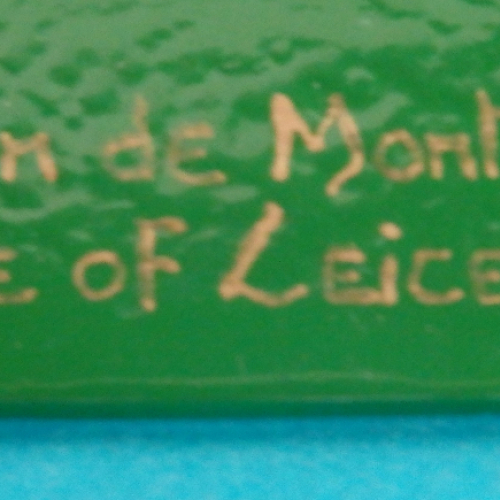 de Mont
of Leice